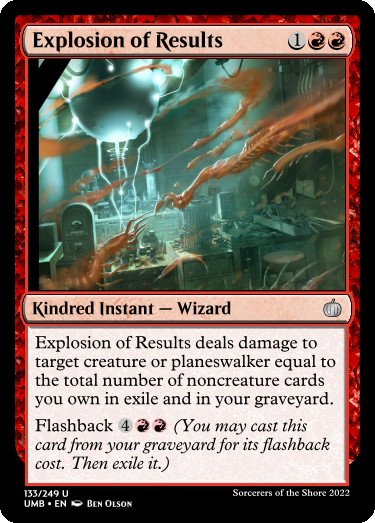 Explosion of Results 1
Kindred Instant — Wizard
Explosion of Results deals damage to
target creature or planeswalker equal to
the total number of noncreature cards
you own in exile and in your graveyard.
Flashback 4 (You may cast this
card from your graveyard for its flashback
cost. Then exile it.)
133/249 U
Sorcerers of the Shore 2022
UMB • EN Ben Olson